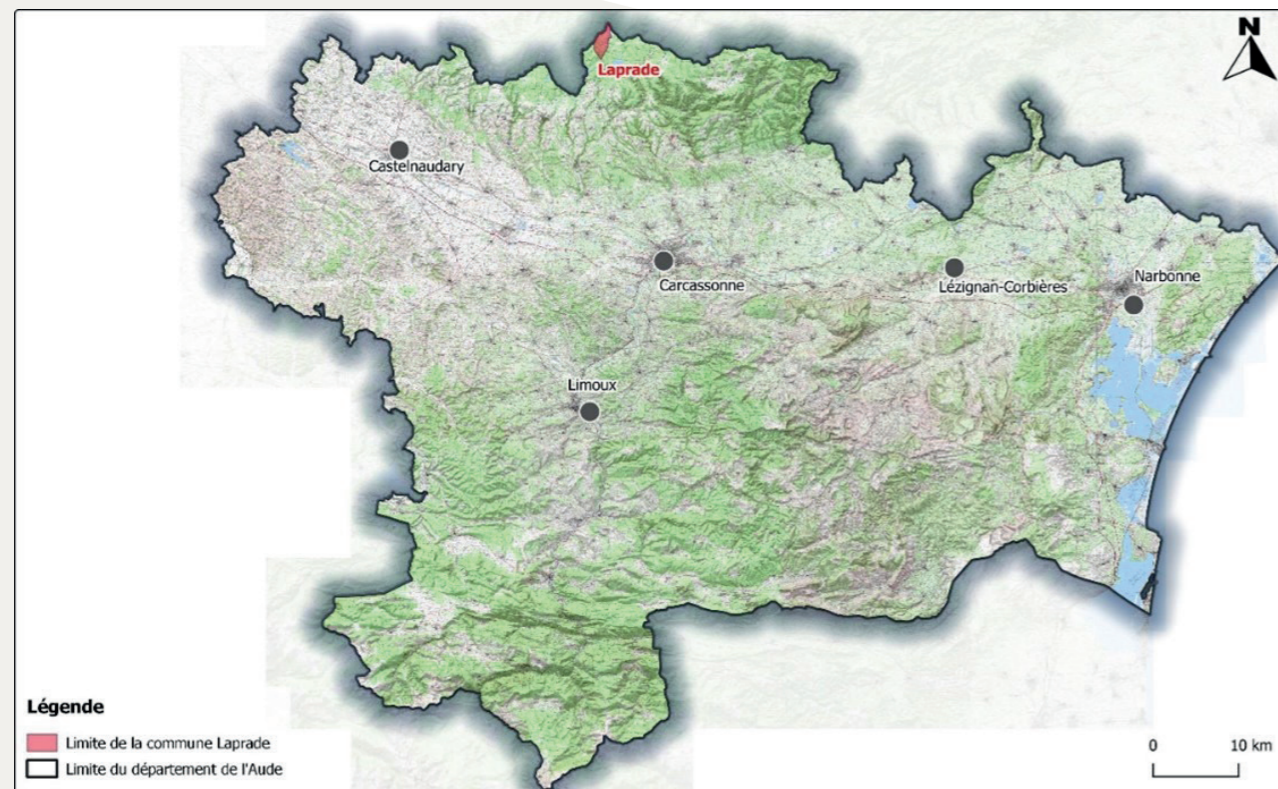 N
Laprade
Castelnaudary
Carcassonne
Lézignan-Corbières
Narbonne
Limoux
Légende
Limite de la commune Laprade
Limite du département de l'Aude
0 10 km